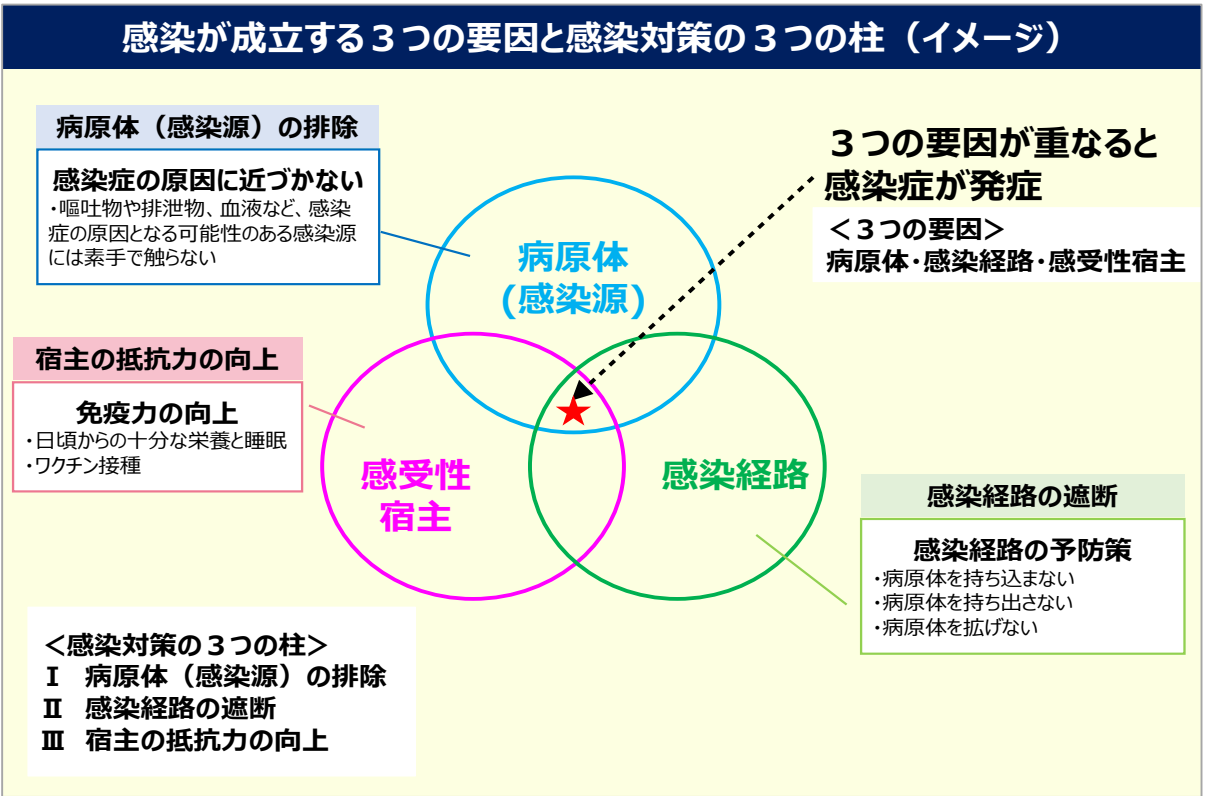 感染が成立する３つの要因と感染対策の３つの柱（イメージ）
病原体（感染源）の排除
感染症の原因に近づかない
・嘔吐物や排泄物、血液など、感染
症の原因となる可能性のある感染源
には素手で触らない
３つの要因が重なると
感染症が発症
＜３つの要因＞
病原体・感染経路・感受性宿主
病原体
(感染源)
宿主の抵抗力の向上
免疫力の向上
・日頃からの十分な栄養と睡眠
・ワクチン接種
感受性
宿主
感染経路
感染経路の遮断
感染経路の予防策
・病原体を持ち込まない
・病原体を持ち出さない
・病原体を拡げない
＜感染対策の３つの柱＞
Ⅰ　病原体（感染源）の排除
Ⅱ　感染経路の遮断
Ⅲ　宿主の抵抗力の向上